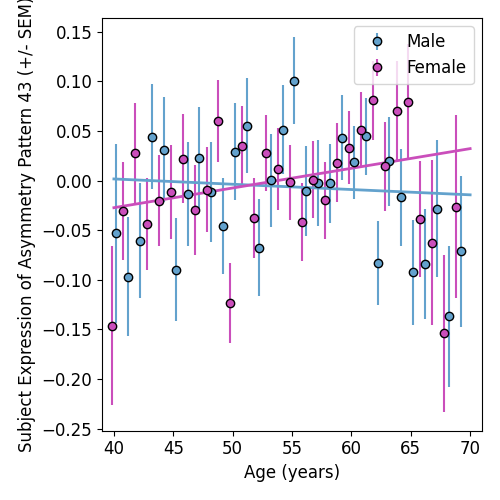 Subject Expression of Asymmetry Pattern 43 (+/- SEM)
0.15
0.10
0.05
0.00
−0.05
−0.10
−0.15
−0.20
−0.25
Male
Female
40 45 50 55 60 65 70
Age (years)